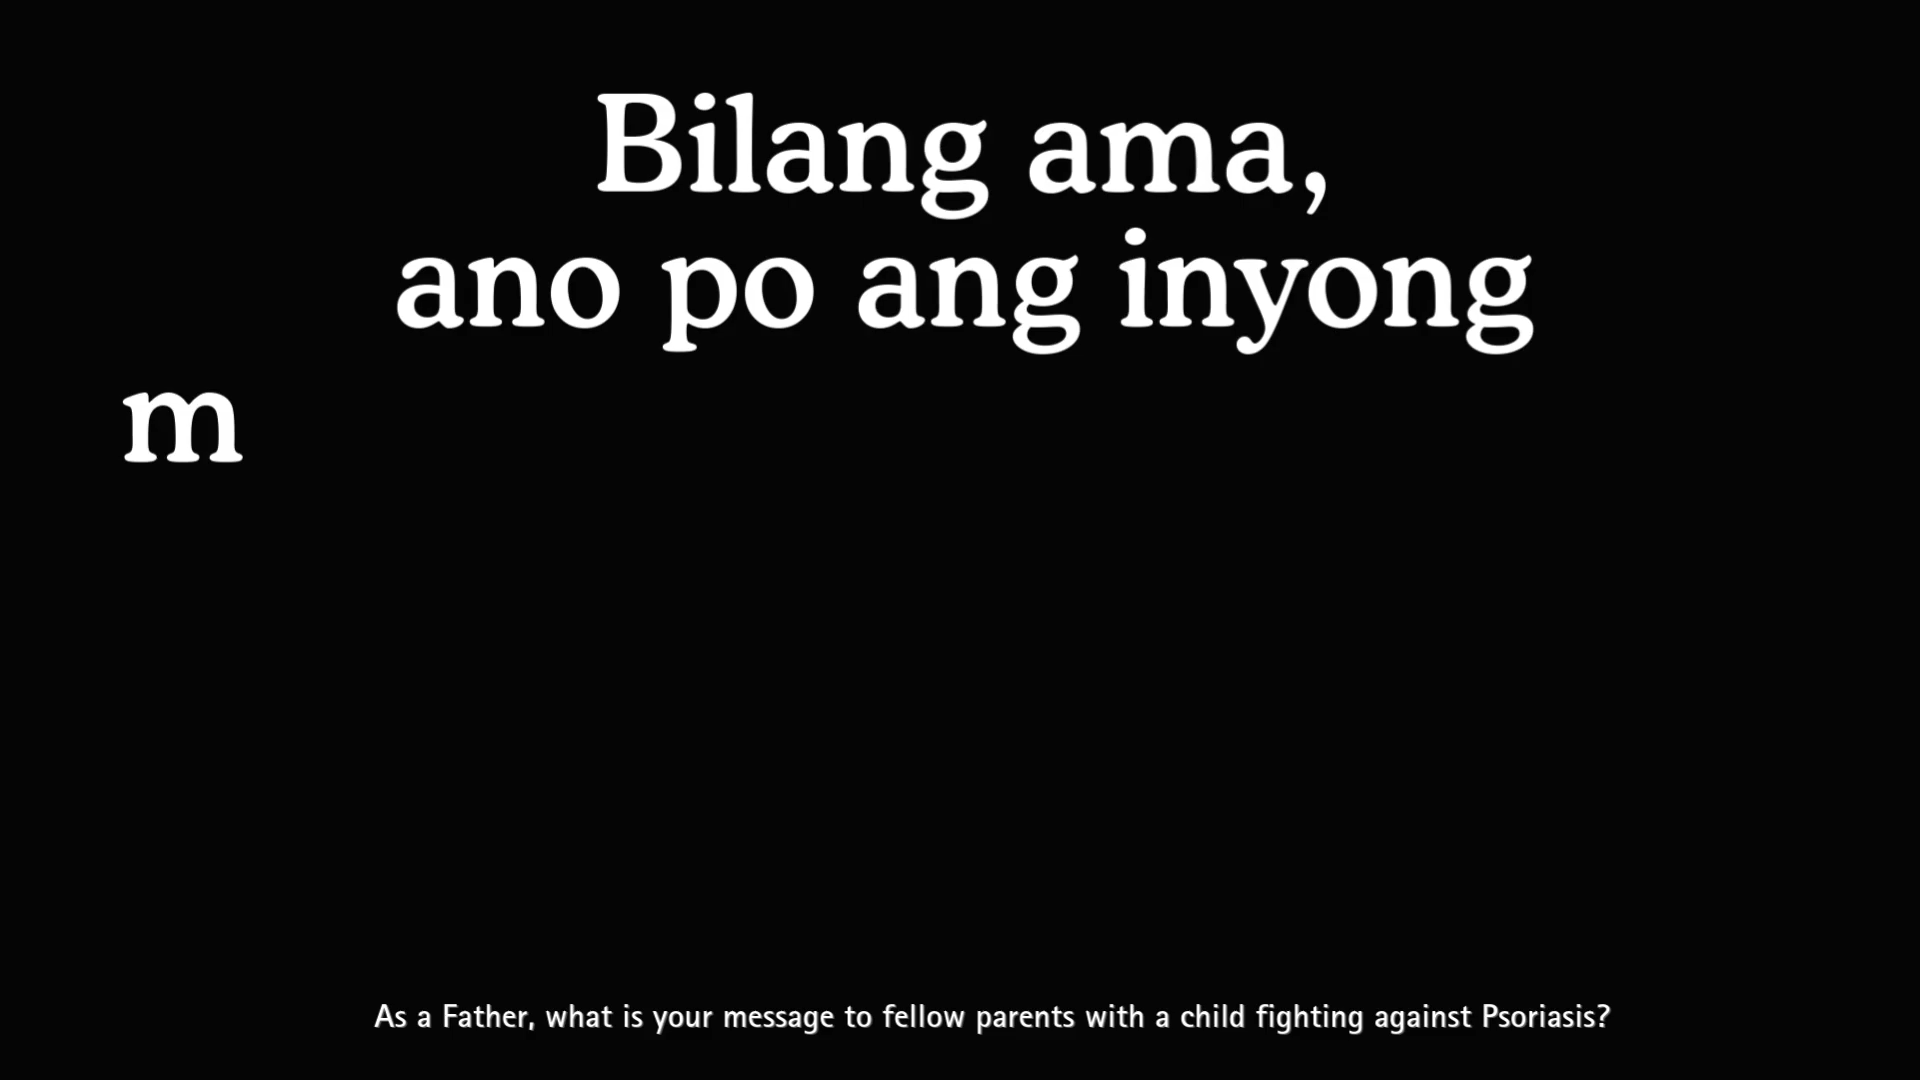 Bilang ama,
ano po ang inyong
m
As a Father, what is your message to fellow parents with a child fighting against Psoriasis?